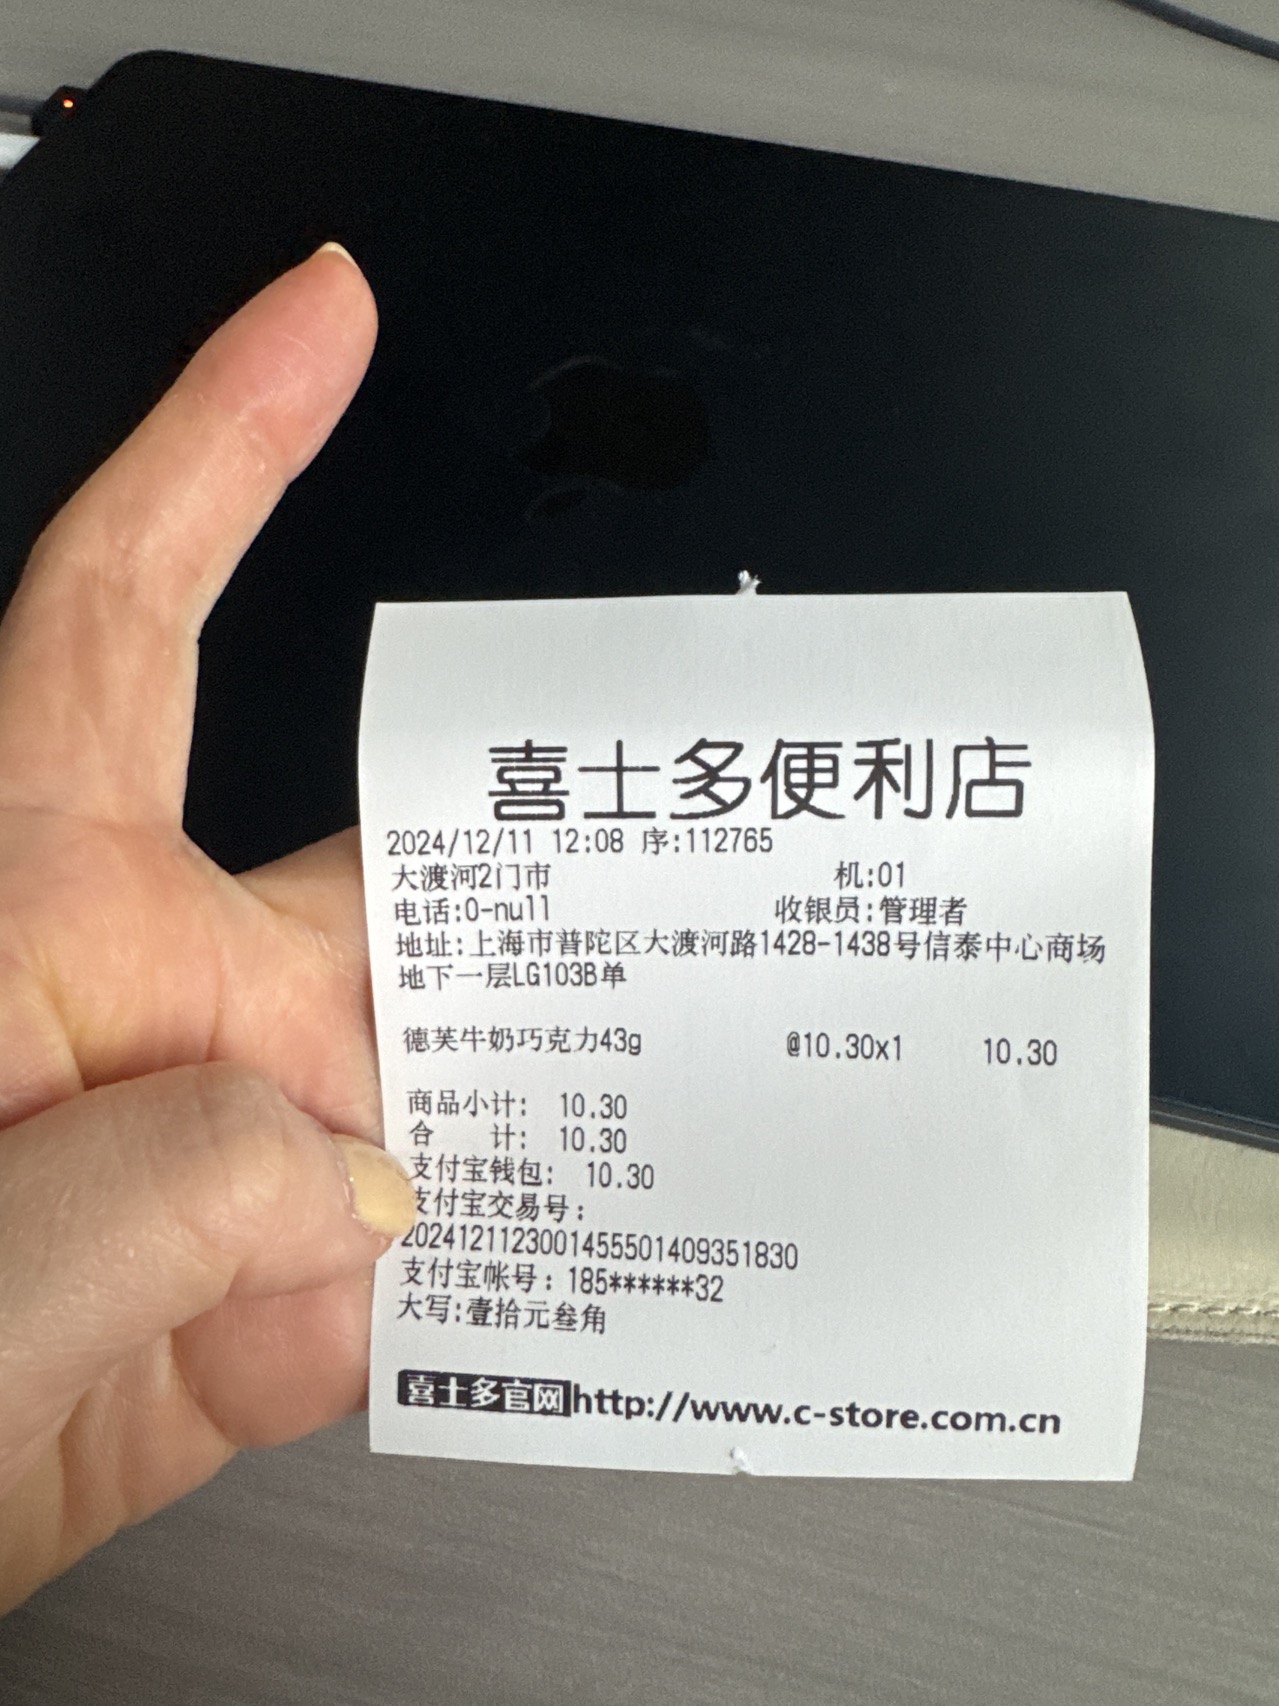 喜士多便利店
2024/12/11 12:08 序:112765
大渡河2门市 机:01
电话:0-null 收银员:管理者
地址:上海市普陀区大渡河路1428-1438号信泰中心商场
地下一层LG103B单
德芙牛奶巧克力43g @10.30x1 10.30
商品小计: 10.30
合 计: 10.30
支付宝钱包: 10.30
支付宝交易号:
2024121123001455501409351830
支付宝帐号:185******32
大写:壹拾元叁角
喜士多官网http://www.c-store.com.cn